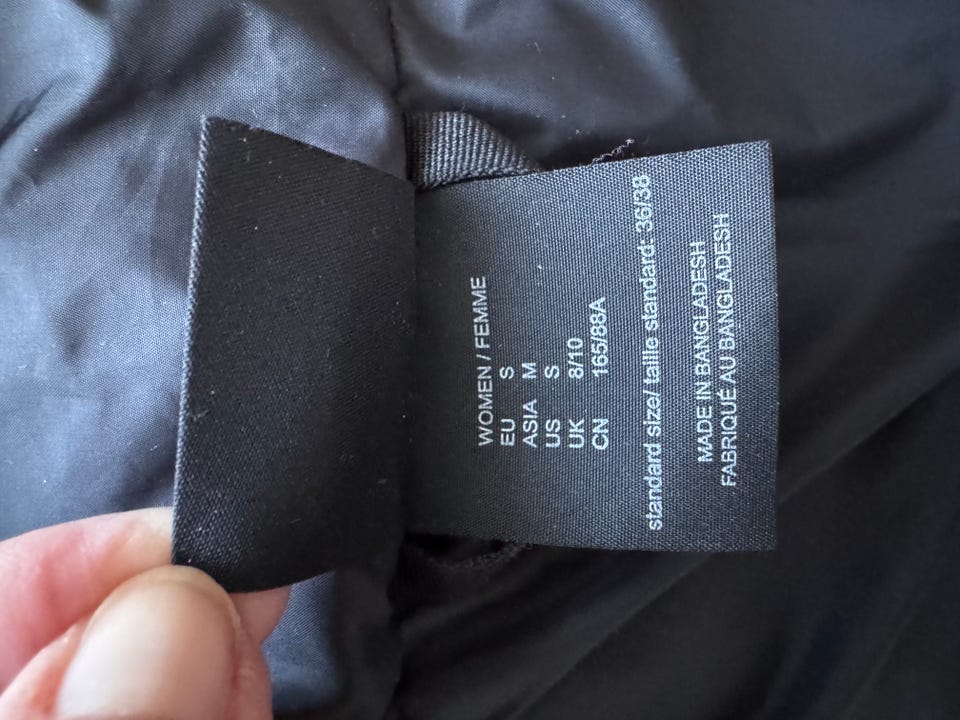 WOMEN / FEMME
EU S
ASIA M
US S
UK 8/10
CN 165/88A
standard size/ taille standard: 36/38
MADE IN BANGLADESH
FABRIQUÉ AU BANGLADESH